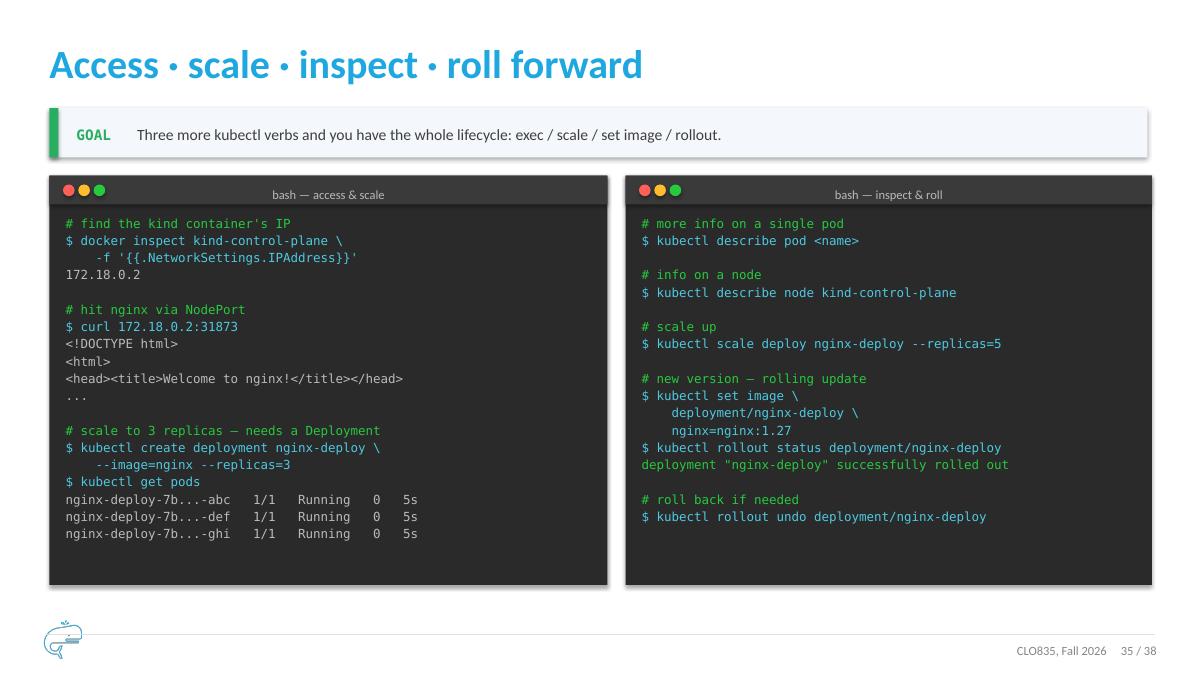 Access · scale · inspect · roll forward
GOAL Three more kubectl verbs and you have the whole lifecycle: exec / scale / set image / rollout.
bash — access & scale
# find the kind container's IP
$ docker inspect kind-control-plane \
    -f '{{.NetworkSettings.IPAddress}}'
172.18.0.2

# hit nginx via NodePort
$ curl 172.18.0.2:31873
<!DOCTYPE html>
<html>
<head><title>Welcome to nginx!</title></head>
...

# scale to 3 replicas — needs a Deployment
$ kubectl create deployment nginx-deploy \
    --image=nginx --replicas=3
$ kubectl get pods
nginx-deploy-7b...-abc   1/1   Running   0   5s
nginx-deploy-7b...-def   1/1   Running   0   5s
nginx-deploy-7b...-ghi   1/1   Running   0   5s
bash — inspect & roll
# more info on a single pod
$ kubectl describe pod <name>

# info on a node
$ kubectl describe node kind-control-plane

# scale up
$ kubectl scale deploy nginx-deploy --replicas=5

# new version — rolling update
$ kubectl set image \
    deployment/nginx-deploy \
    nginx=nginx:1.27
$ kubectl rollout status deployment/nginx-deploy
deployment "nginx-deploy" successfully rolled out

# roll back if needed
$ kubectl rollout undo deployment/nginx-deploy
CLO835, Fall 2026 35 / 38